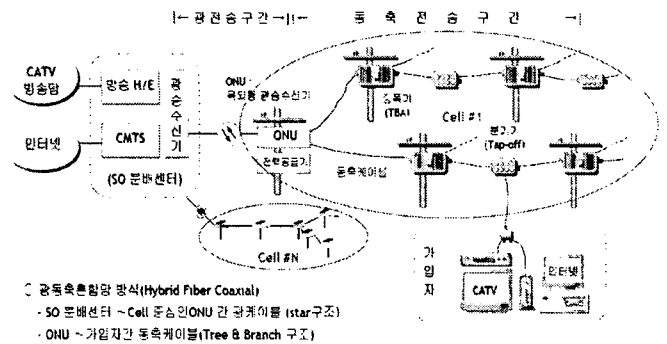 |← 광전송구간 →|← 동축전송구간 →|
CATV
방송망
방송 H/E
광송수신기
ONU :
옥외형 광송수신기
증폭기
(TBA)
Cell #1
분기기
(Tap-off)
인터넷
CMTS
ONU
전력공급기
동축케이블
(SO 분배센터)
Cell #N
가입자
CATV
인터넷
광동축혼합망 방식(Hybrid Fiber Coaxial)
- SO 분배센터 ~Cell 중심인ONU 간 광케이블 (star구조)
- ONU ~가입자간 동축케이블(Tree & Branch 구조)